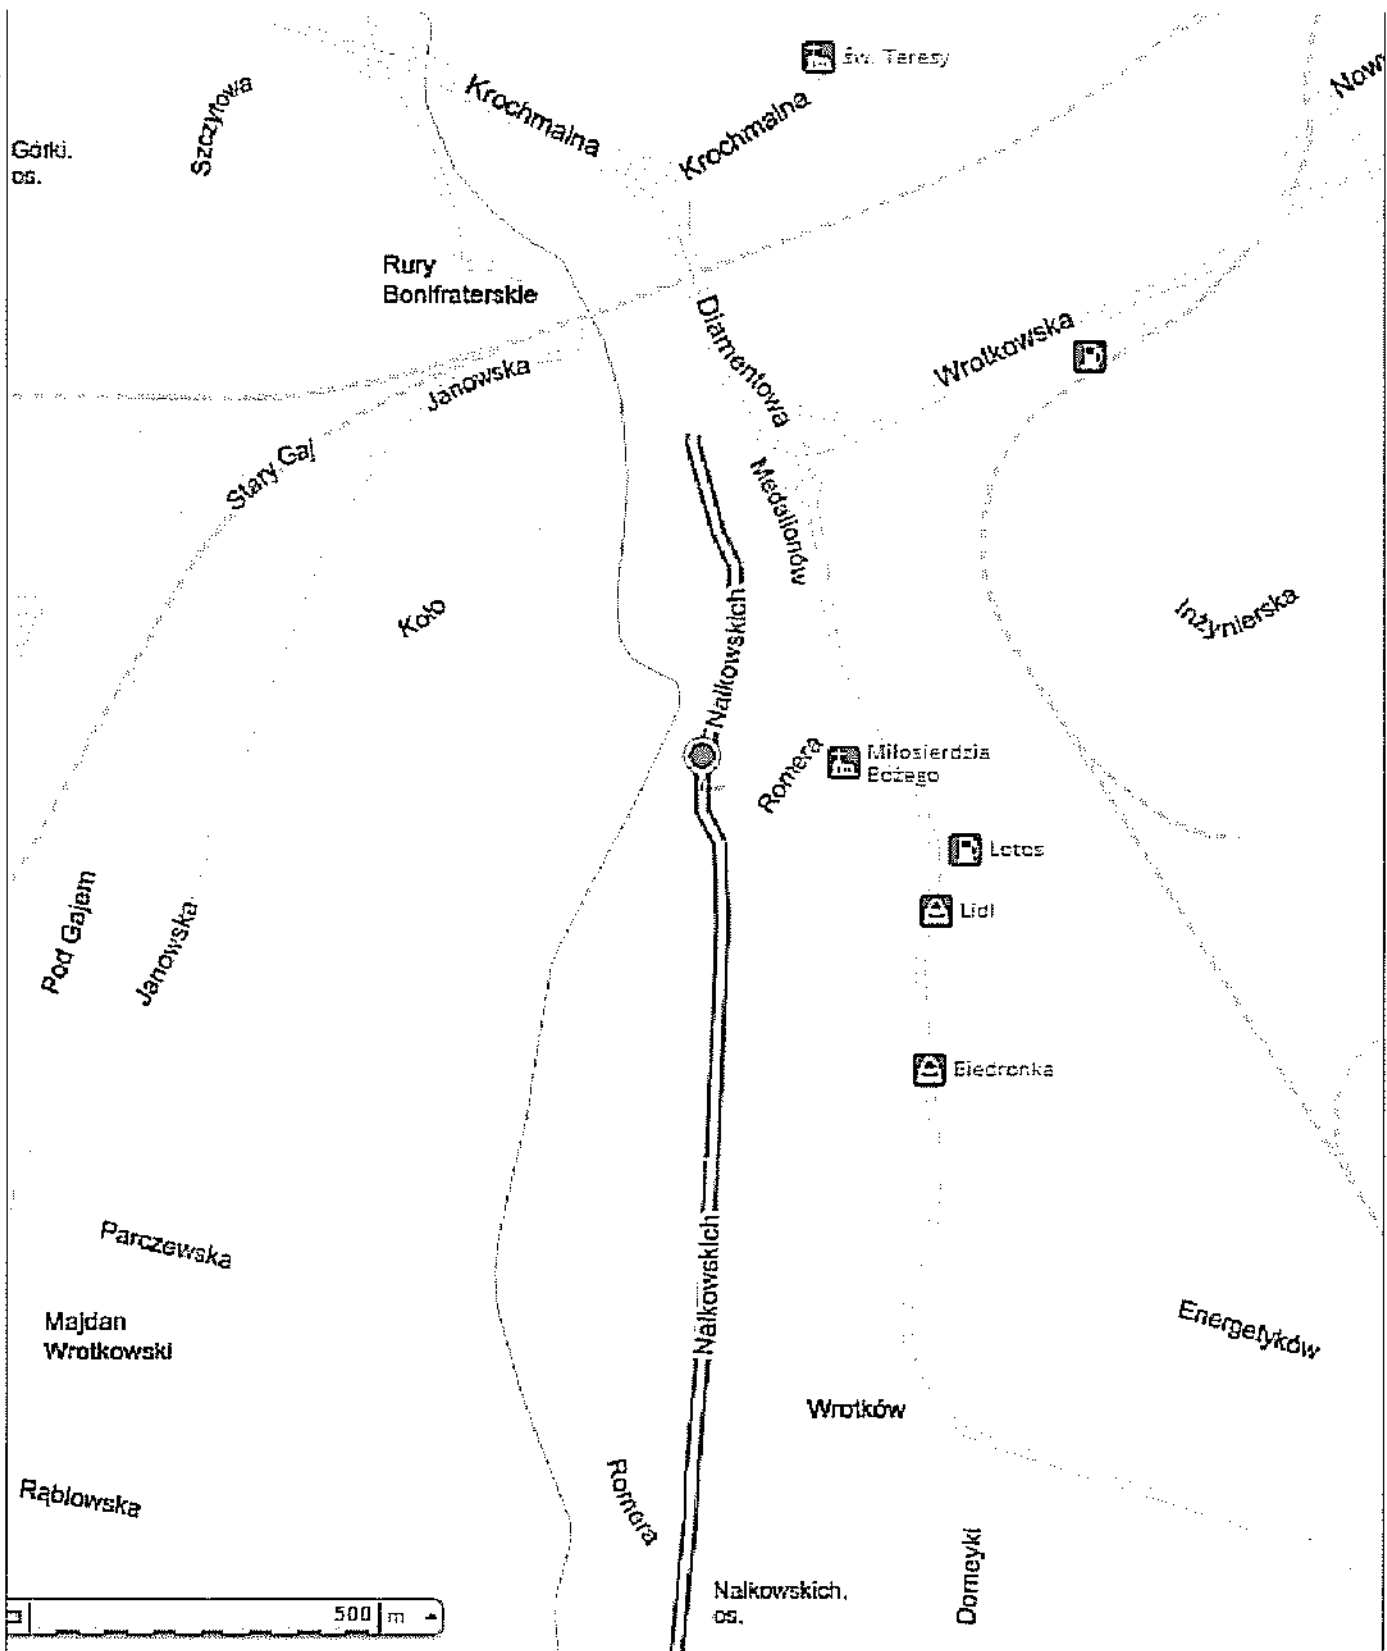 św. Teresy
Krochmalna
Krochmalna
Szczytowa
Górki.
os.
Rury
Bonifraterskie
Diamentowa
Wrotkowska
Janowska
Stary Gaj
Medalionów
Koło
Nałkowskich
Inżynierska
Romera
Miłosierdzia
Bożego
Lotos
Lidl
Pod Gajem
Janowska
Biedronka
Parczewska
Nałkowskich
Majdan
Wrotkowski
Energetyków
Wrotków
Rąblowska
Romera
Domeyki
Nałkowskich.
os.
500 m